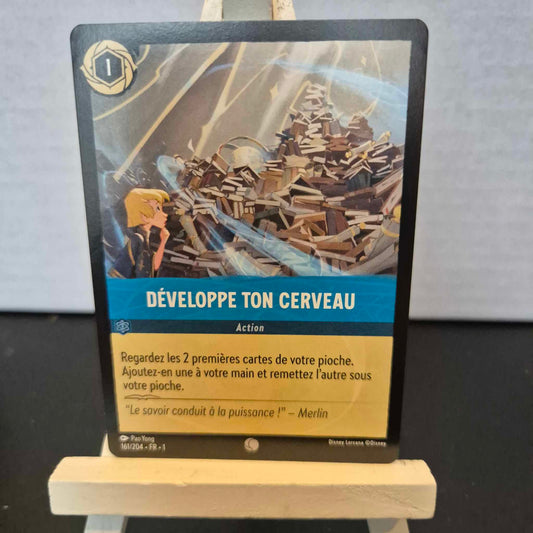 1
DÉVELOPPE TON CERVEAU
Action
Regardez les 2 premières cartes de votre pioche.
Ajoutez-en une à votre main et remettez l'autre sous
votre pioche.
"Le savoir conduit à la puissance !" – Merlin
Pao Yong
161/204 • FR • 1
Disney Lorcana ©Disney